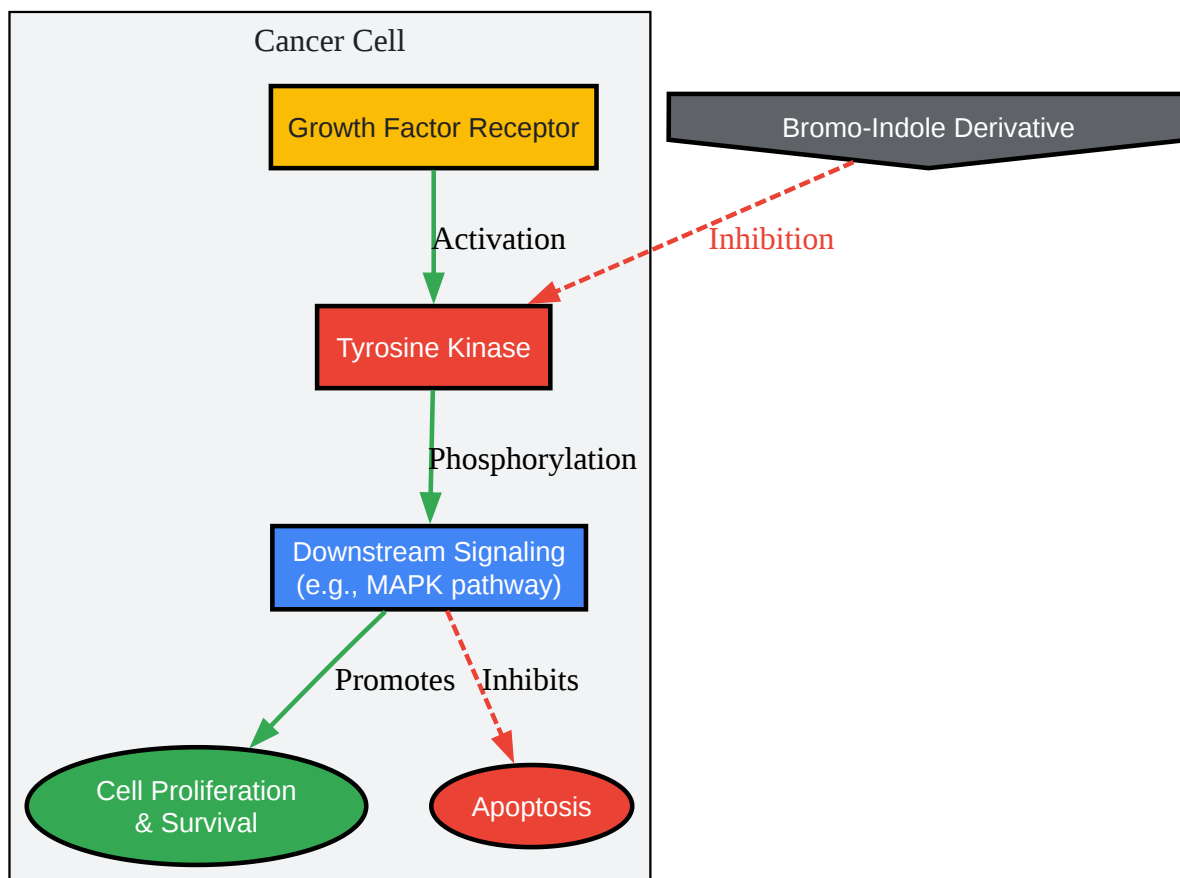 Cancer Cell
Growth Factor Receptor
Bromo-Indole Derivative
Activation
Inhibition
Tyrosine Kinase
Phosphorylation
Downstream Signaling
(e.g., MAPK pathway)
Promotes
Inhibits
Cell Proliferation
& Survival
Apoptosis